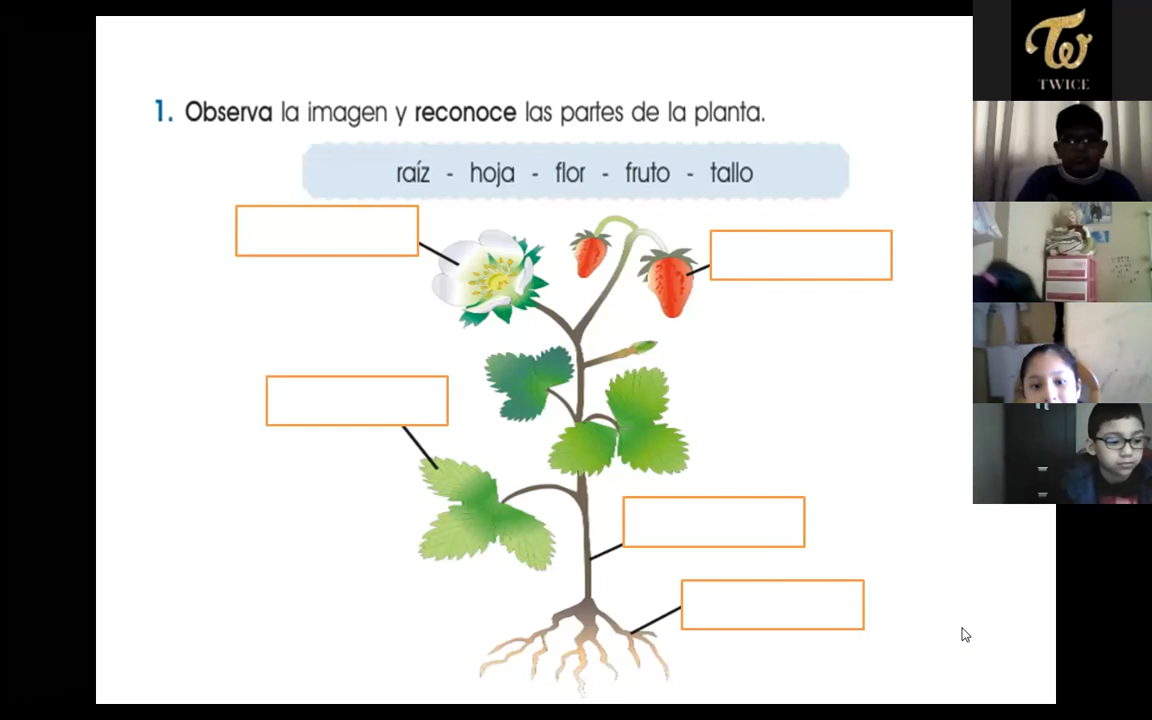 1. Observa la imagen y reconoce las partes de la planta.
raíz - hoja - flor - fruto - tallo
TWICE